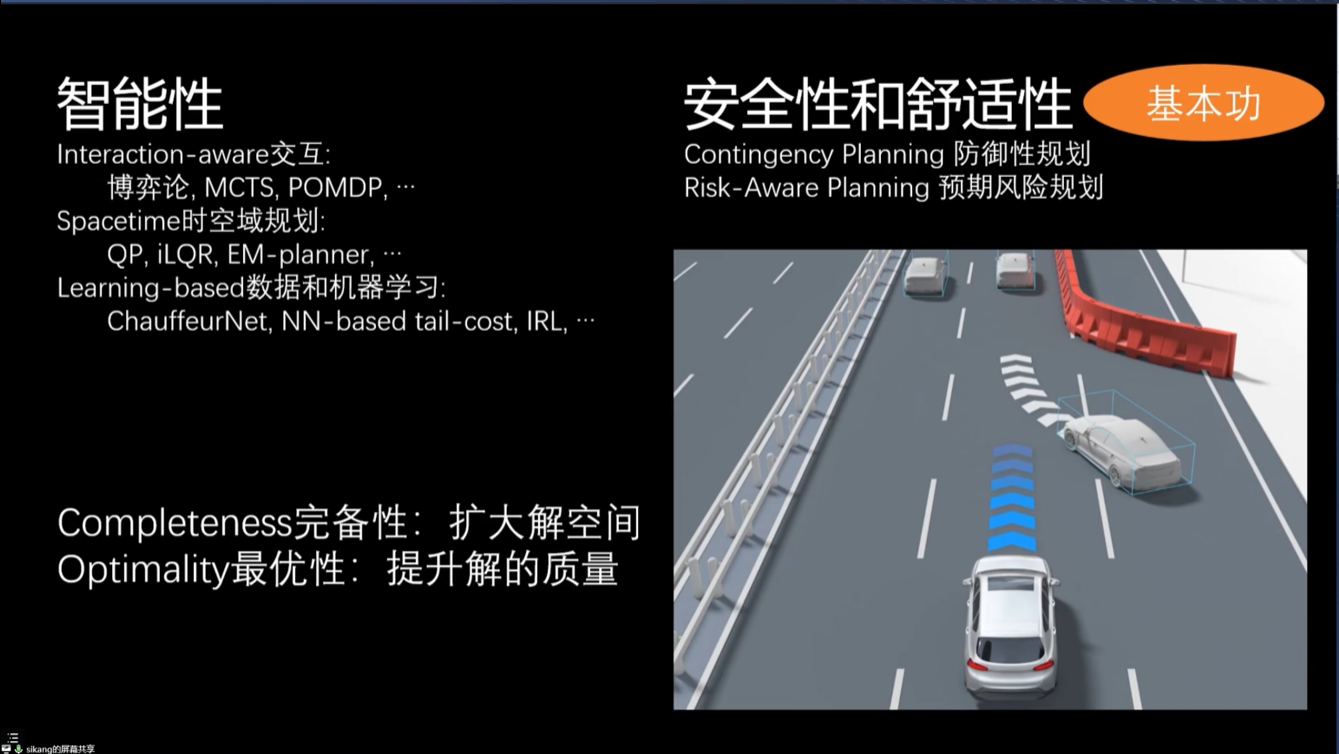 智能性
Interaction-aware交互:
博弈论, MCTS, POMDP, ···
Spacetime时空域规划:
QP, iLQR, EM-planner, ···
Learning-based数据和机器学习:
ChauffeurNet, NN-based tail-cost, IRL, ···
Completeness完备性：扩大解空间
Optimality最优性：提升解的质量
安全性和舒适性
基本功
Contingency Planning 防御性规划
Risk-Aware Planning 预期风险规划
sikang的屏幕共享